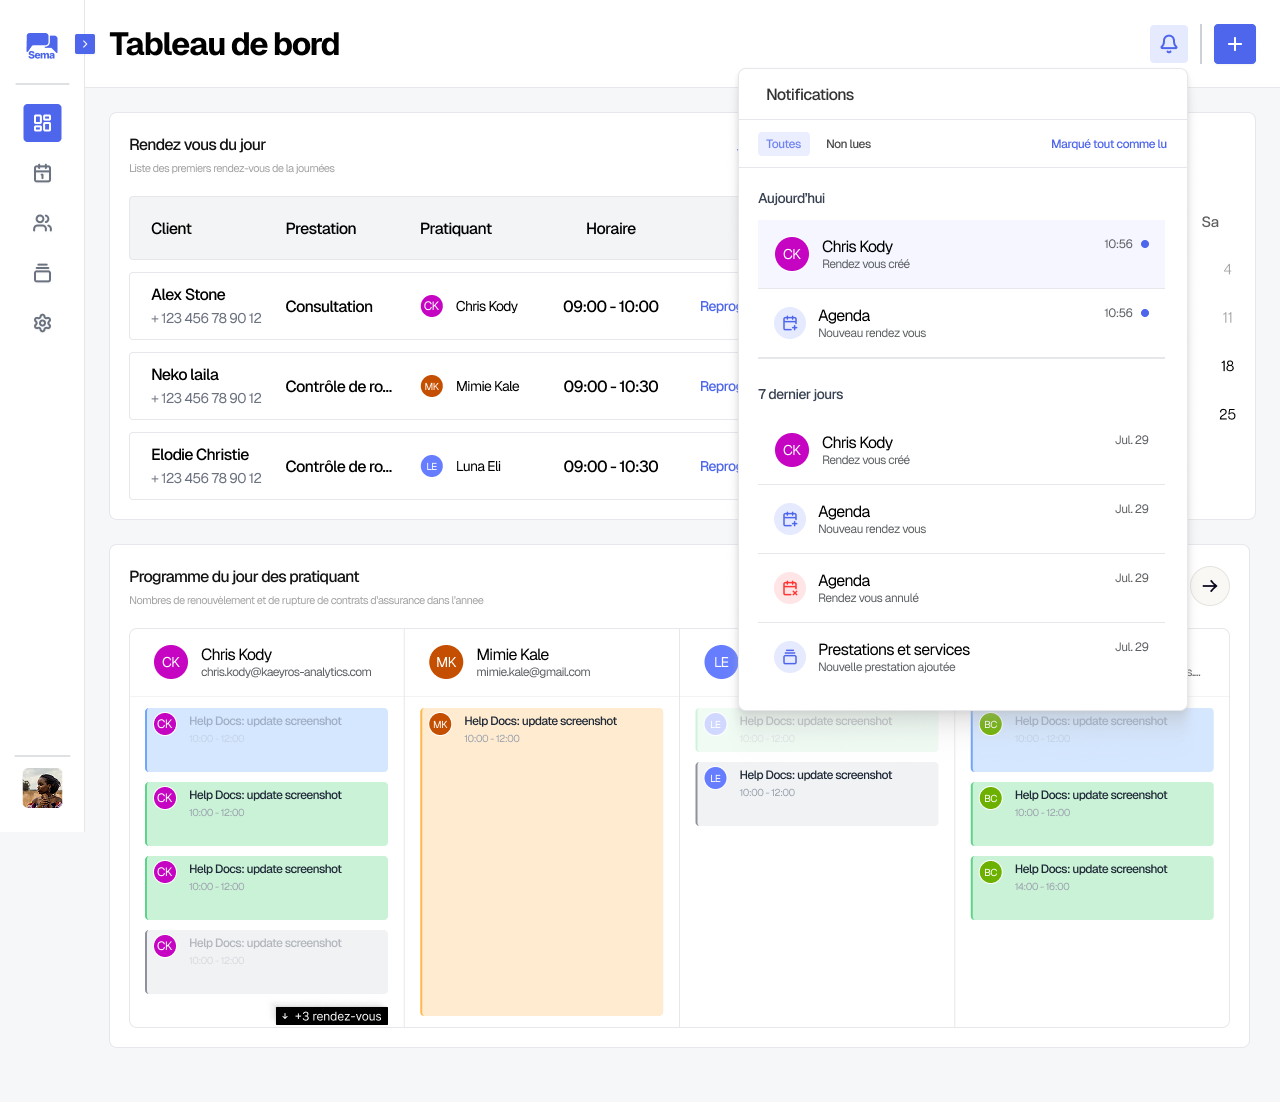 Sema
Tableau de bord
Notifications
Toutes
Non lues
Marqué tout comme lu
Aujourd'hui
CK
Chris Kody
Rendez vous créé
10:56
Agenda
Nouveau rendez vous
10:56
7 dernier jours
CK
Chris Kody
Rendez vous créé
Jul. 29
Agenda
Nouveau rendez vous
Jul. 29
Agenda
Rendez vous annulé
Jul. 29
Prestations et services
Nouvelle prestation ajoutée
Jul. 29
Rendez vous du jour
Liste des premiers rendez-vous de la journées
Client
Prestation
Pratiquant
Horaire
Alex Stone
+ 123 456 78 90 12
Consultation
CK
Chris Kody
09:00 - 10:00
Neko laila
+ 123 456 78 90 12
Contrôle de ro...
MK
Mimie Kale
09:00 - 10:30
Elodie Christie
+ 123 456 78 90 12
Contrôle de ro...
LE
Luna Eli
09:00 - 10:30
Sa
4
11
18
25
Programme du jour des pratiquant
Nombres de renouvèlement et de rupture de contrats d'assurance dans l'annee
CK
Chris Kody
chris.kody@kaeyros-analytics.com
CK
Help Docs: update screenshot
10:00 - 12:00
CK
Help Docs: update screenshot
10:00 - 12:00
CK
Help Docs: update screenshot
10:00 - 12:00
CK
Help Docs: update screenshot
10:00 - 12:00
+3 rendez-vous
MK
Mimie Kale
mimie.kale@gmail.com
MK
Help Docs: update screenshot
10:00 - 12:00
LE
LE
Help Docs: update screenshot
10:00 - 12:00
LE
Help Docs: update screenshot
10:00 - 12:00
BC
Help Docs: update screenshot
10:00 - 12:00
BC
Help Docs: update screenshot
10:00 - 12:00
BC
Help Docs: update screenshot
14:00 - 16:00